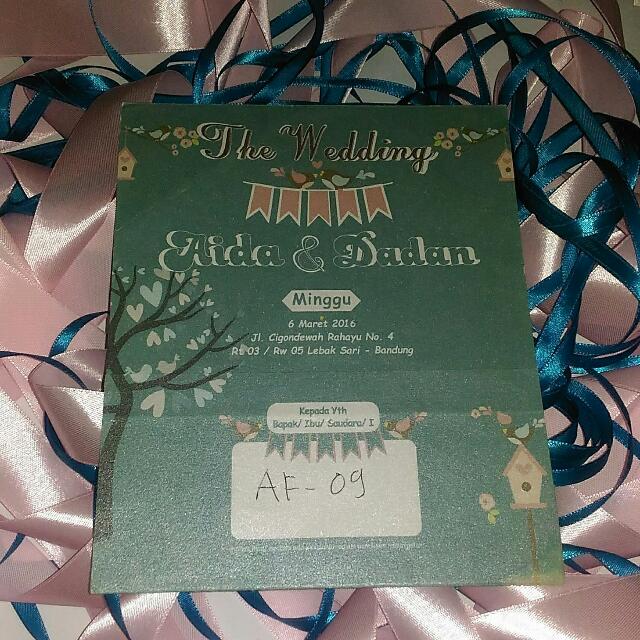 The Wedding
Aida & Dadan
Minggu
6 Maret 2016
Jl. Cigondewah Rahayu No. 4
Rt 03 / Rw 05 Lebak Sari - Bandung
Kepada Yth
Bapak/ Ibu/ Saudara/ I
AF-09